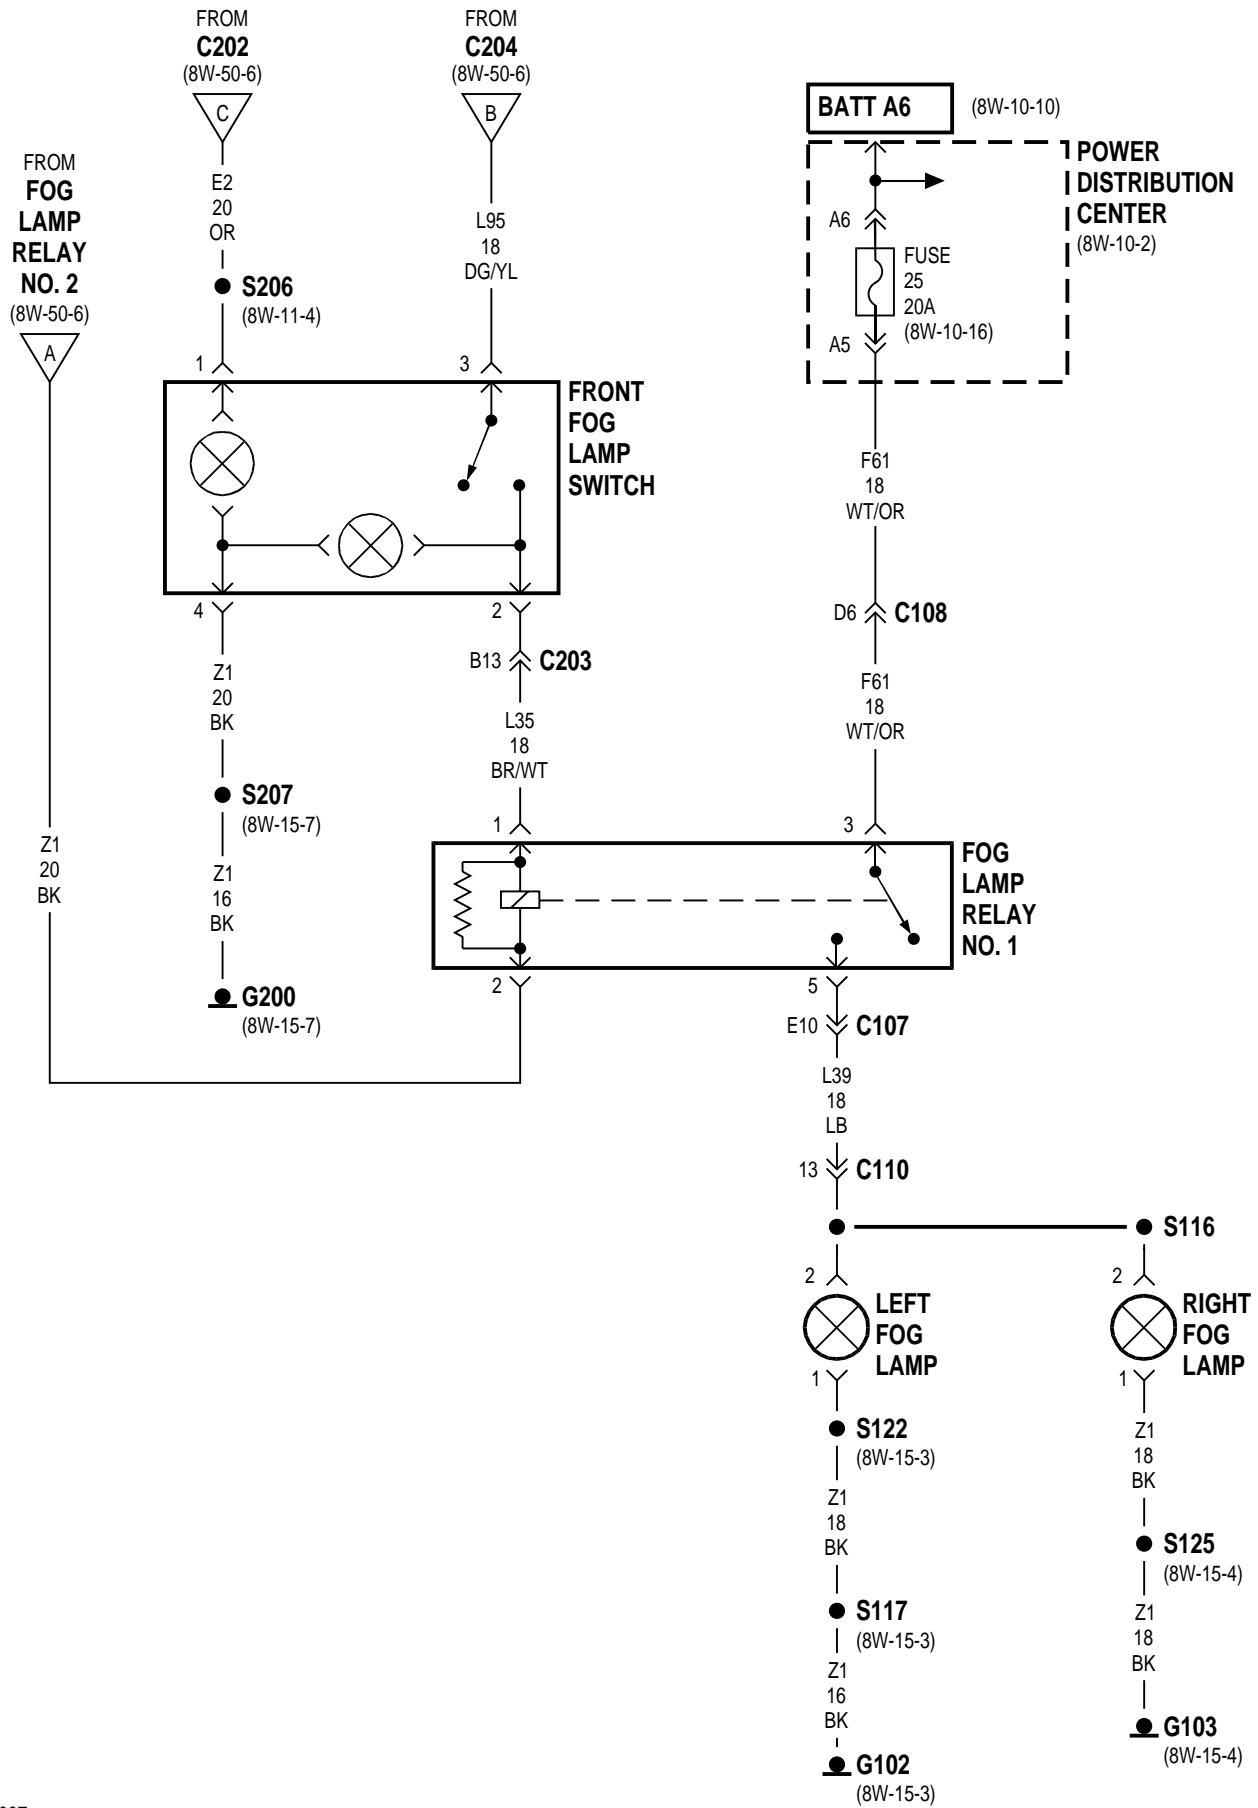 FROM
C202
(8W-50-6)
C
FROM
C204
(8W-50-6)
B
BATT A6
(8W-10-10)
FROM
FOG
LAMP
RELAY
NO. 2
(8W-50-6)
A
E2
20
OR
S206
(8W-11-4)
L95
18
DG/YL
POWER
DISTRIBUTION
CENTER
(8W-10-2)
A6
FUSE
25
20A
(8W-10-16)
A5
1
3
FRONT
FOG
LAMP
SWITCH
F61
18
WT/OR
4
2
D6
C108
B13
C203
Z1
20
BK
L35
18
BR/WT
F61
18
WT/OR
S207
(8W-15-7)
1
3
Z1
20
BK
Z1
16
BK
FOG
LAMP
RELAY
NO. 1
G200
(8W-15-7)
2
5
E10
C107
L39
18
LB
13
C110
S116
2
LEFT
FOG
LAMP
1
2
RIGHT
FOG
LAMP
1
S122
(8W-15-3)
Z1
18
BK
Z1
18
BK
S125
(8W-15-4)
S117
(8W-15-3)
Z1
18
BK
Z1
16
BK
G103
(8W-15-4)
G102
(8W-15-3)